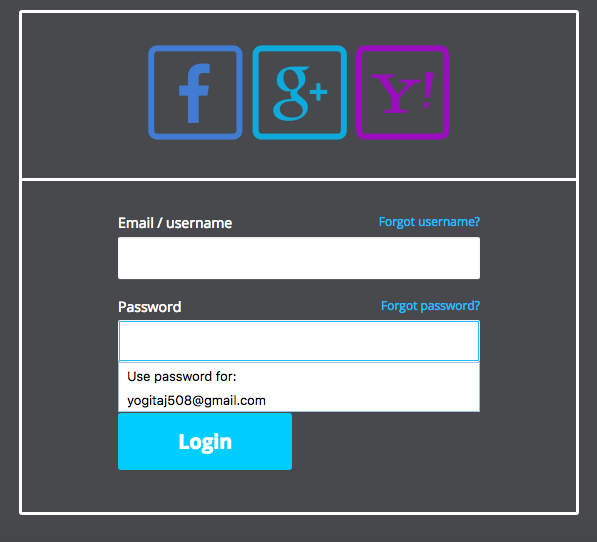 f g+ Y!
Email / username Forgot username?
Password Forgot password?
Use password for:
yogitaj508@gmail.com
Login